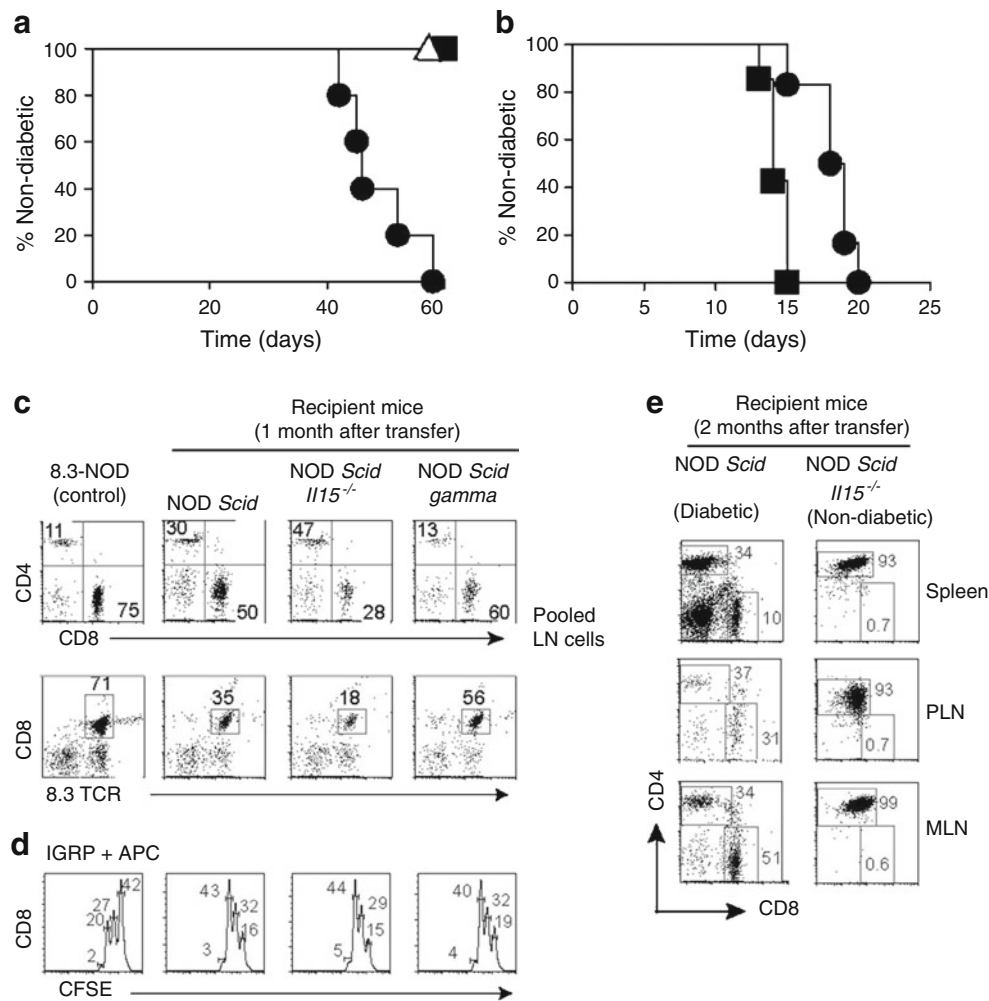 a
100
80
60
40
20
0
% Non-diabetic
0 20 40 60
Time (days)
b
100
80
60
40
20
0
% Non-diabetic
0 5 10 15 20 25
Time (days)
c
Recipient mice
(1 month after transfer)
8.3-NOD
(control)
NOD Scid
NOD Scid
Il15-/-
NOD Scid
gamma
11 30 47 13
75 50 28 60
CD4
CD8
Pooled
LN cells
71 35 18 56
CD8
8.3 TCR
d
IGRP + APC
42 27 20 2
43 32 16 3
44 29 15 5
40 32 19 4
CD8
CFSE
e
Recipient mice
(2 months after transfer)
NOD Scid
(Diabetic)
NOD Scid
Il15-/-
(Non-diabetic)
34 93
10 0.7
Spleen
37 93
31 0.7
PLN
34 99
51 0.6
MLN
CD4
CD8